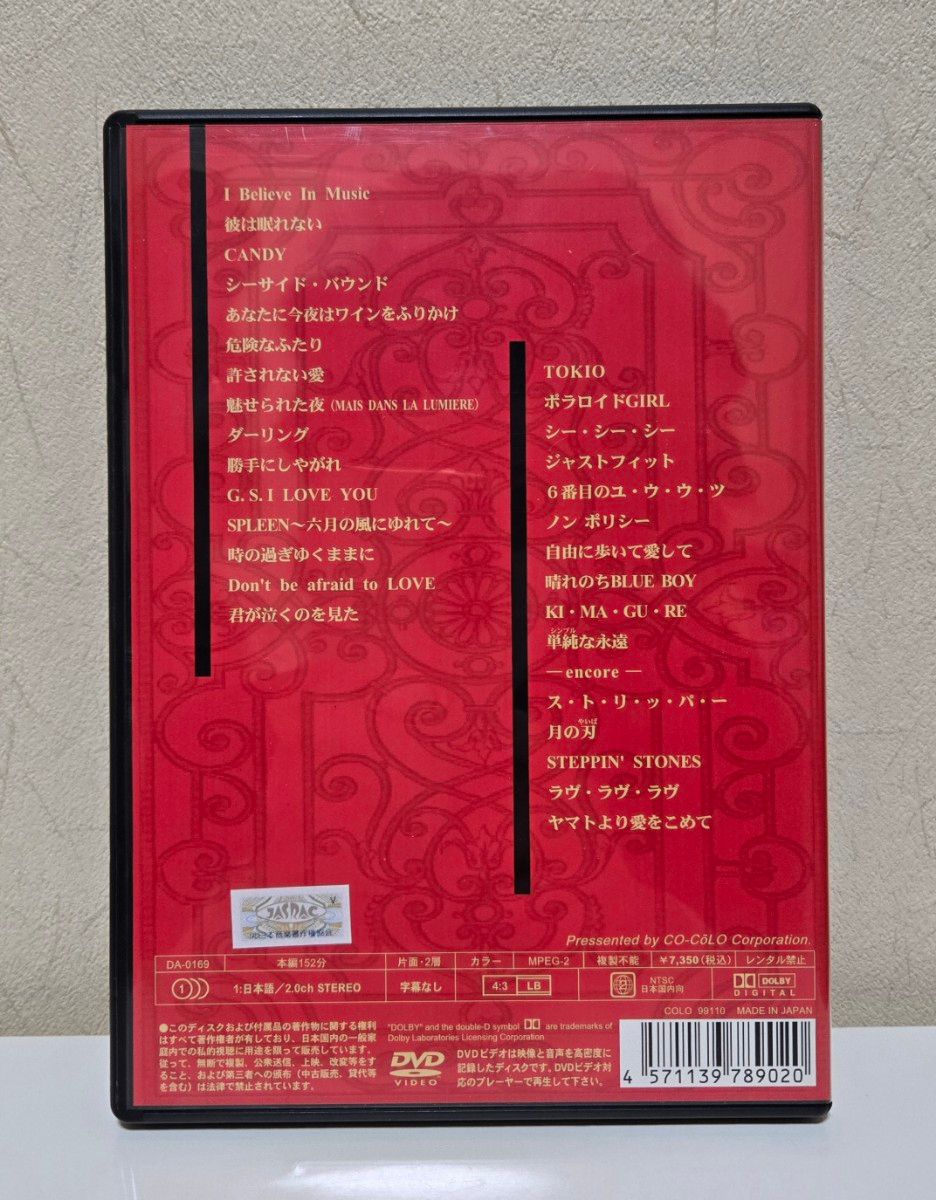 I Believe In Music
彼は眠れない
CANDY
シーサイド・バウンド
あなたに今夜はワインをふりかけ
危険なふたり
許されない愛
魅せられた夜（MAIS DANS LA LUMIERE）
ダーリング
勝手にしやがれ
G. S. I LOVE YOU
SPLEEN～六月の風にゆれて～
時の過ぎゆくままに
Don't be afraid to LOVE
君が泣くのを見た
TOKIO
ポラロイドGIRL
シー・シー・シー
ジャストフィット
６番目のユ・ウ・ウ・ツ
ノン ポリシー
自由に歩いて愛して
晴れのちBLUE BOY
KI・MA・GU・RE
シンプル
単純な永遠
—encore—
ス・ト・リ・ッ・パ・ー
やいば
月の刃
STEPPIN' STONES
ラヴ・ラヴ・ラヴ
ヤマトより愛をこめて
JASRAC
V
Pressented by CO-CōLO Corporation.
DA-0169 本編152分 片面・2層 カラー MPEG-2 複製不能 ￥7,350（税込） レンタル禁止
1 1:日本語／2.0ch STEREO 字幕なし 4:3 LB 2 NTSC 日本国内向 DOLBY DIGITAL
COLO 99110 MADE IN JAPAN
●このディスクおよび付属品の著作物に関する権利
はすべて著作権者が有しており、日本国の一般家
庭内での私的視聴に用途を限って販売しています。
従って、無断で複製、公衆送信、上映、改変等をす
ること、および第三者への頒布（中古販売、貸代等
を含む）は法律で禁止されています。
"DOLBY" and the double-D symbol are trademarks of
Dolby Laboratories Licensing Corporation
DVD VIDEO
DVDビデオは映像と音声を高密度に
記録したディスクです。DVDビデオ対
応のプレーヤーで再生して下さい。
4 571139 789020